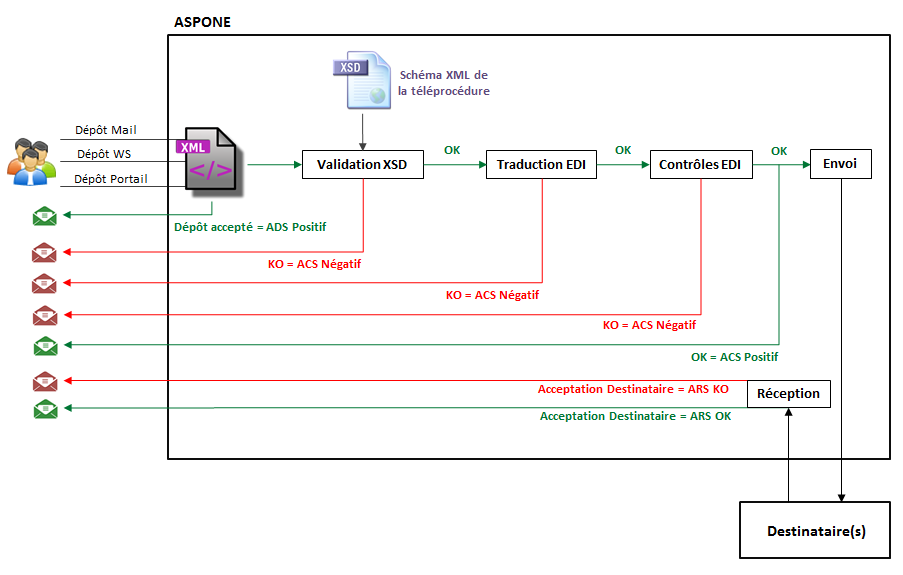 ASPONE
XSD
Schéma XML de
la téléprocédure
Dépôt Mail
Dépôt WS
Dépôt Portail
XML
</>
Validation XSD
OK
Traduction EDI
OK
Contrôles EDI
OK
Envoi
Dépôt accepté = ADS Positif
KO = ACS Négatif
KO = ACS Négatif
KO = ACS Négatif
OK = ACS Positif
Acceptation Destinataire = ARS KO
Réception
Acceptation Destinataire = ARS OK
Destinataire(s)